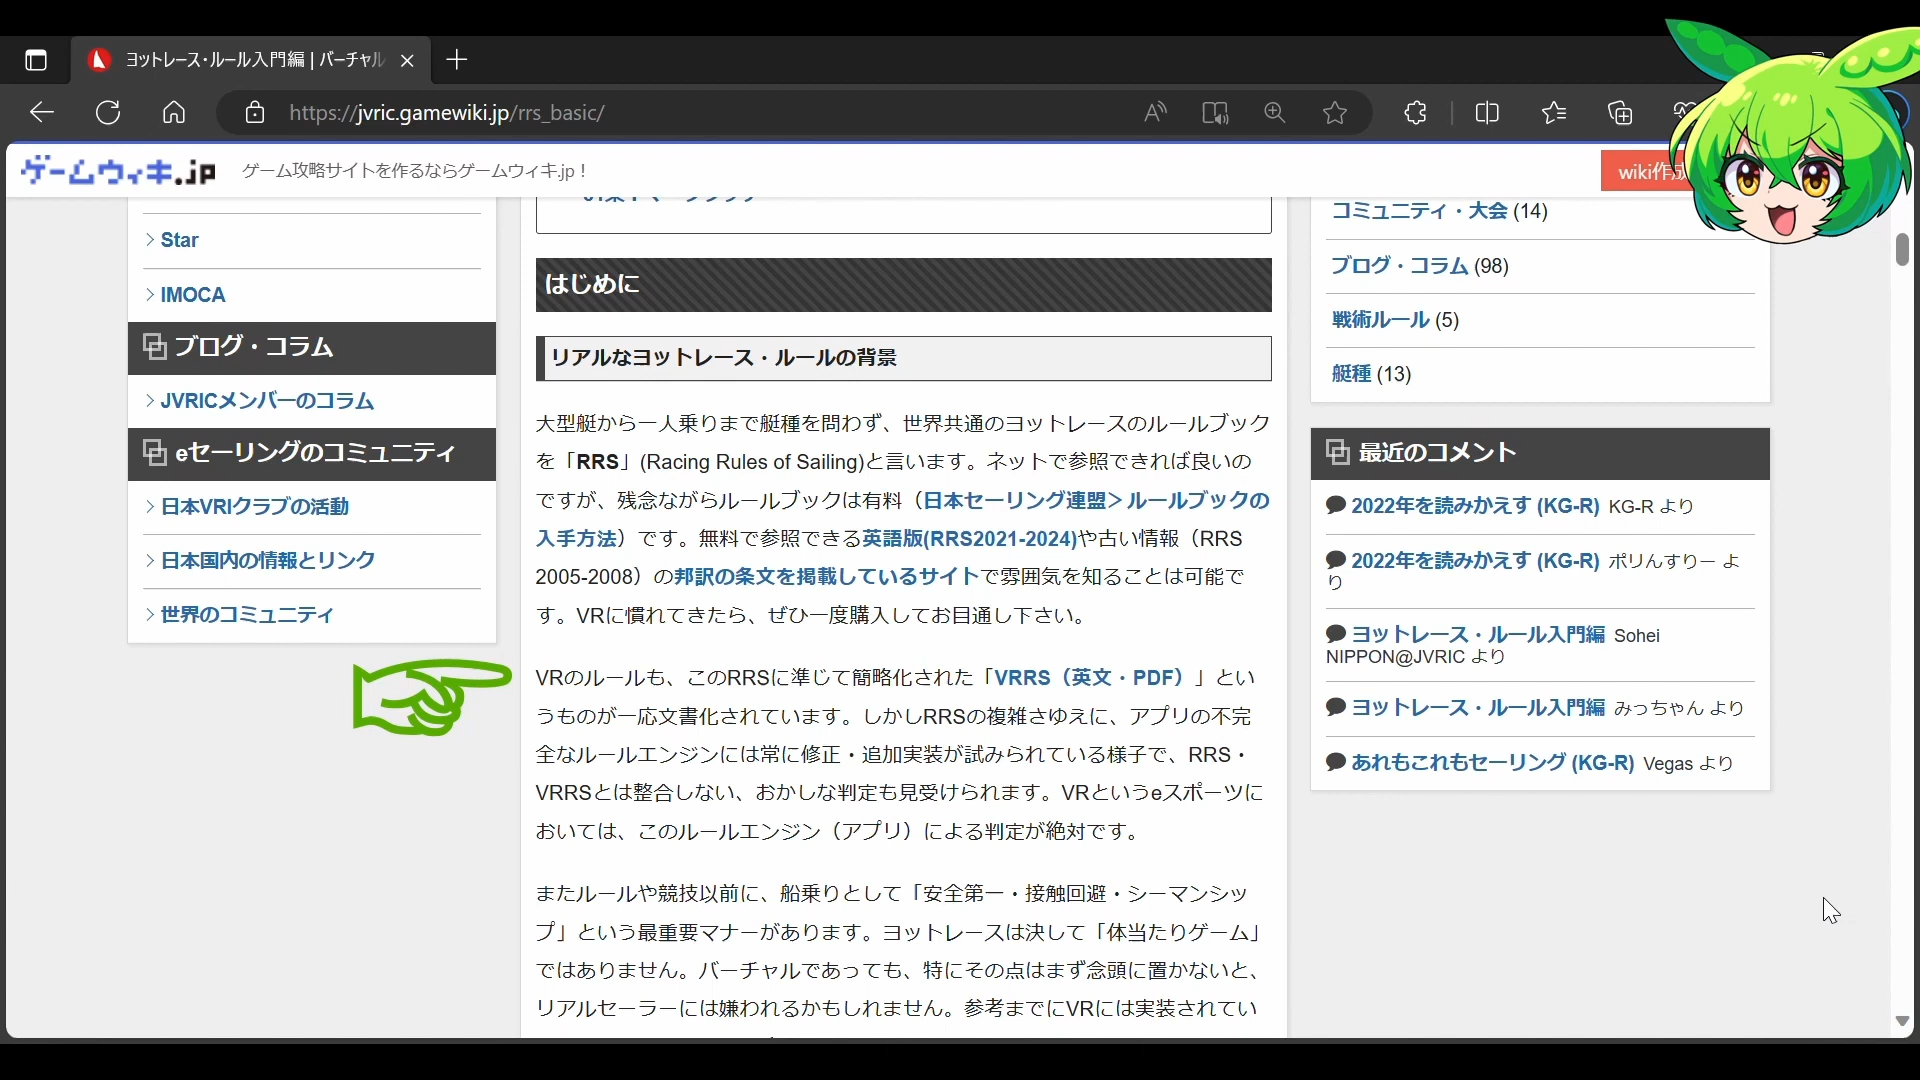 ヨットレース・ルール入門編 | バーチャル
https://jvric.gamewiki.jp/rrs_basic/
ゲームウィキ.jp
ゲーム攻略サイトを作るならゲームウィキ.jp！
wiki作成
Star
IMOCA
ブログ・コラム
JVRICメンバーのコラム
eセーリングのコミュニティ
日本VRIクラブの活動
日本国内の情報とリンク
世界のコミュニティ
はじめに
リアルなヨットレース・ルールの背景
大型艇から一人乗りまで艇種を問わず、世界共通のヨットレースのルールブック
を「RRS」(Racing Rules of Sailing)と言います。ネットで参照できれば良いの
ですが、残念ながらルールブックは有料（日本セーリング連盟＞ルールブックの
入手方法）です。無料で参照できる英語版(RRS2021-2024)や古い情報（RRS
2005-2008）の邦訳の条文を掲載しているサイトで雰囲気を知ることは可能で
す。VRに慣れてきたら、ぜひ一度購入してお目通し下さい。
VRのルールも、このRRSに準じて簡略化された「VRRS（英文・PDF）」とい
うものが一応文書化されています。しかしRRSの複雑さゆえに、アプリの不完
全なルールエンジンには常に修正・追加実装が試みられている様子で、RRS・
VRRSとは整合しない、おかしな判定も見受けられます。VRというeスポーツに
おいては、このルールエンジン（アプリ）による判定が絶対です。
またルールや競技以前に、船乗りとして「安全第一・接触回避・シーマンシッ
プ」という最重要マナーがあります。ヨットレースは決して「体当たりゲーム」
ではありません。バーチャルであっても、特にその点はまず念頭に置かないと、
リアルセーラーには嫌われるかもしれません。参考までにVRには実装されてい
コミュニティ・大会 (14)
ブログ・コラム (98)
戦術ルール (5)
艇種 (13)
最近のコメント
2022年を読みかえす (KG-R) KG-R より
2022年を読みかえす (KG-R) ポリんすりー よ
り
ヨットレース・ルール入門編 Sohei
NIPPON@JVRIC より
ヨットレース・ルール入門編 みっちゃん より
あれもこれもセーリング (KG-R) Vegas より